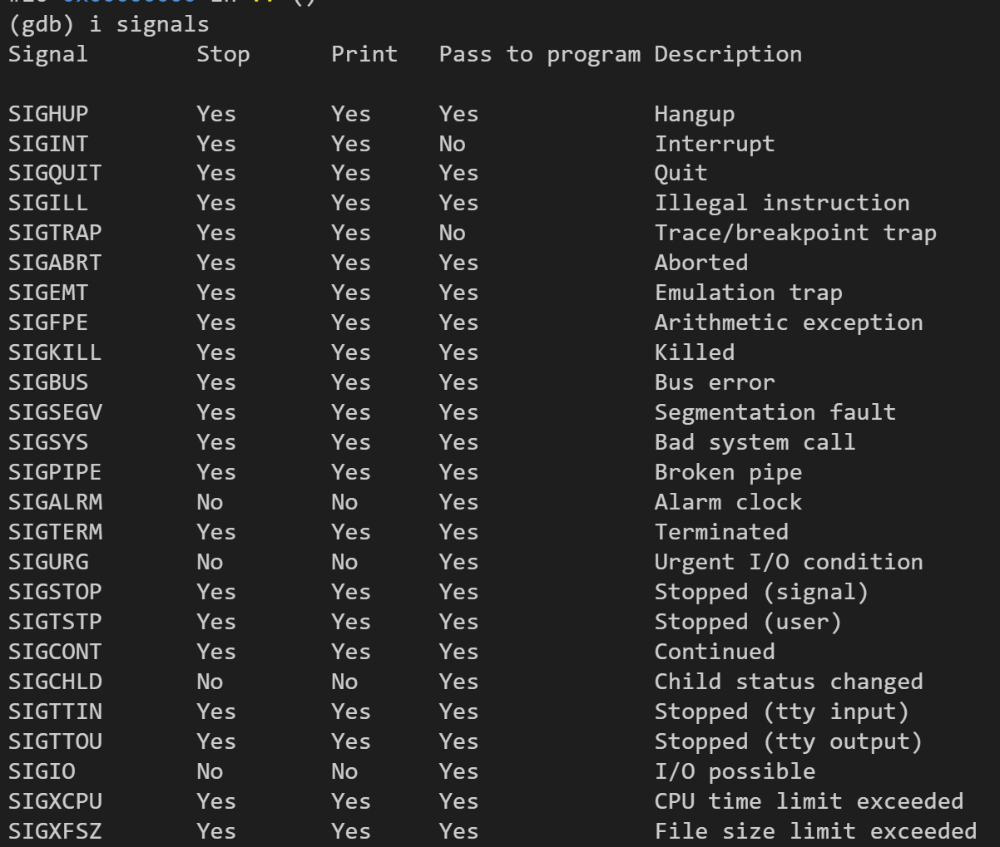 (gdb) i signals
Signal Stop Print Pass to program Description
SIGHUP Yes Yes Yes Hangup
SIGINT Yes Yes No Interrupt
SIGQUIT Yes Yes Yes Quit
SIGILL Yes Yes Yes Illegal instruction
SIGTRAP Yes Yes No Trace/breakpoint trap
SIGABRT Yes Yes Yes Aborted
SIGEMT Yes Yes Yes Emulation trap
SIGFPE Yes Yes Yes Arithmetic exception
SIGKILL Yes Yes Yes Killed
SIGBUS Yes Yes Yes Bus error
SIGSEGV Yes Yes Yes Segmentation fault
SIGSYS Yes Yes Yes Bad system call
SIGPIPE Yes Yes Yes Broken pipe
SIGALRM No No Yes Alarm clock
SIGTERM Yes Yes Yes Terminated
SIGURG No No Yes Urgent I/O condition
SIGSTOP Yes Yes Yes Stopped (signal)
SIGTSTP Yes Yes Yes Stopped (user)
SIGCONT Yes Yes Yes Continued
SIGCHLD No No Yes Child status changed
SIGTTIN Yes Yes Yes Stopped (tty input)
SIGTTOU Yes Yes Yes Stopped (tty output)
SIGIO No No Yes I/O possible
SIGXCPU Yes Yes Yes CPU time limit exceeded
SIGXFSZ Yes Yes Yes File size limit exceeded